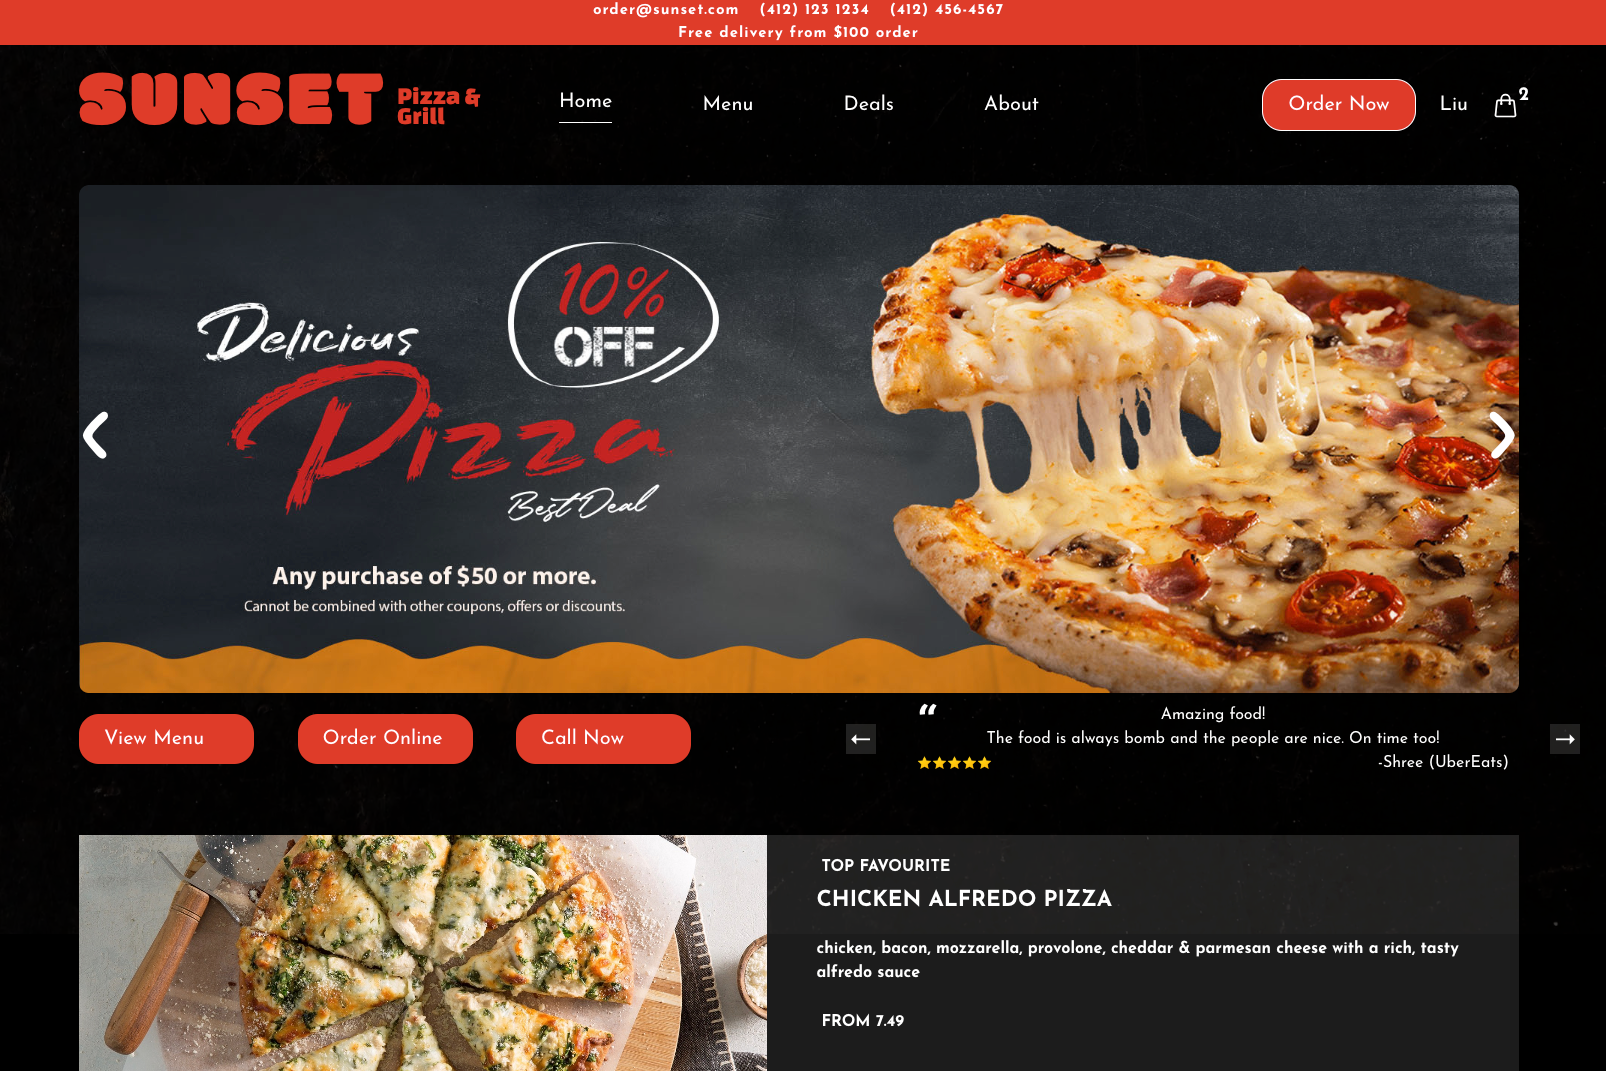 order@sunset.com (412) 123 1234 (412) 456-4567
Free delivery from $100 order
SUNSET Pizza &
Grill
Home Menu Deals About Order Now Liu 2
Delicious
10%
OFF
Pizza
Best Deal
Any purchase of $50 or more.
Cannot be combined with other coupons, offers or discounts.
View Menu Order Online Call Now
“ Amazing food!
The food is always bomb and the people are nice. On time too!
-Shree (UberEats)
TOP FAVOURITE
CHICKEN ALFREDO PIZZA
chicken, bacon, mozzarella, provolone, cheddar & parmesan cheese with a rich, tasty
alfredo sauce
FROM 7.49